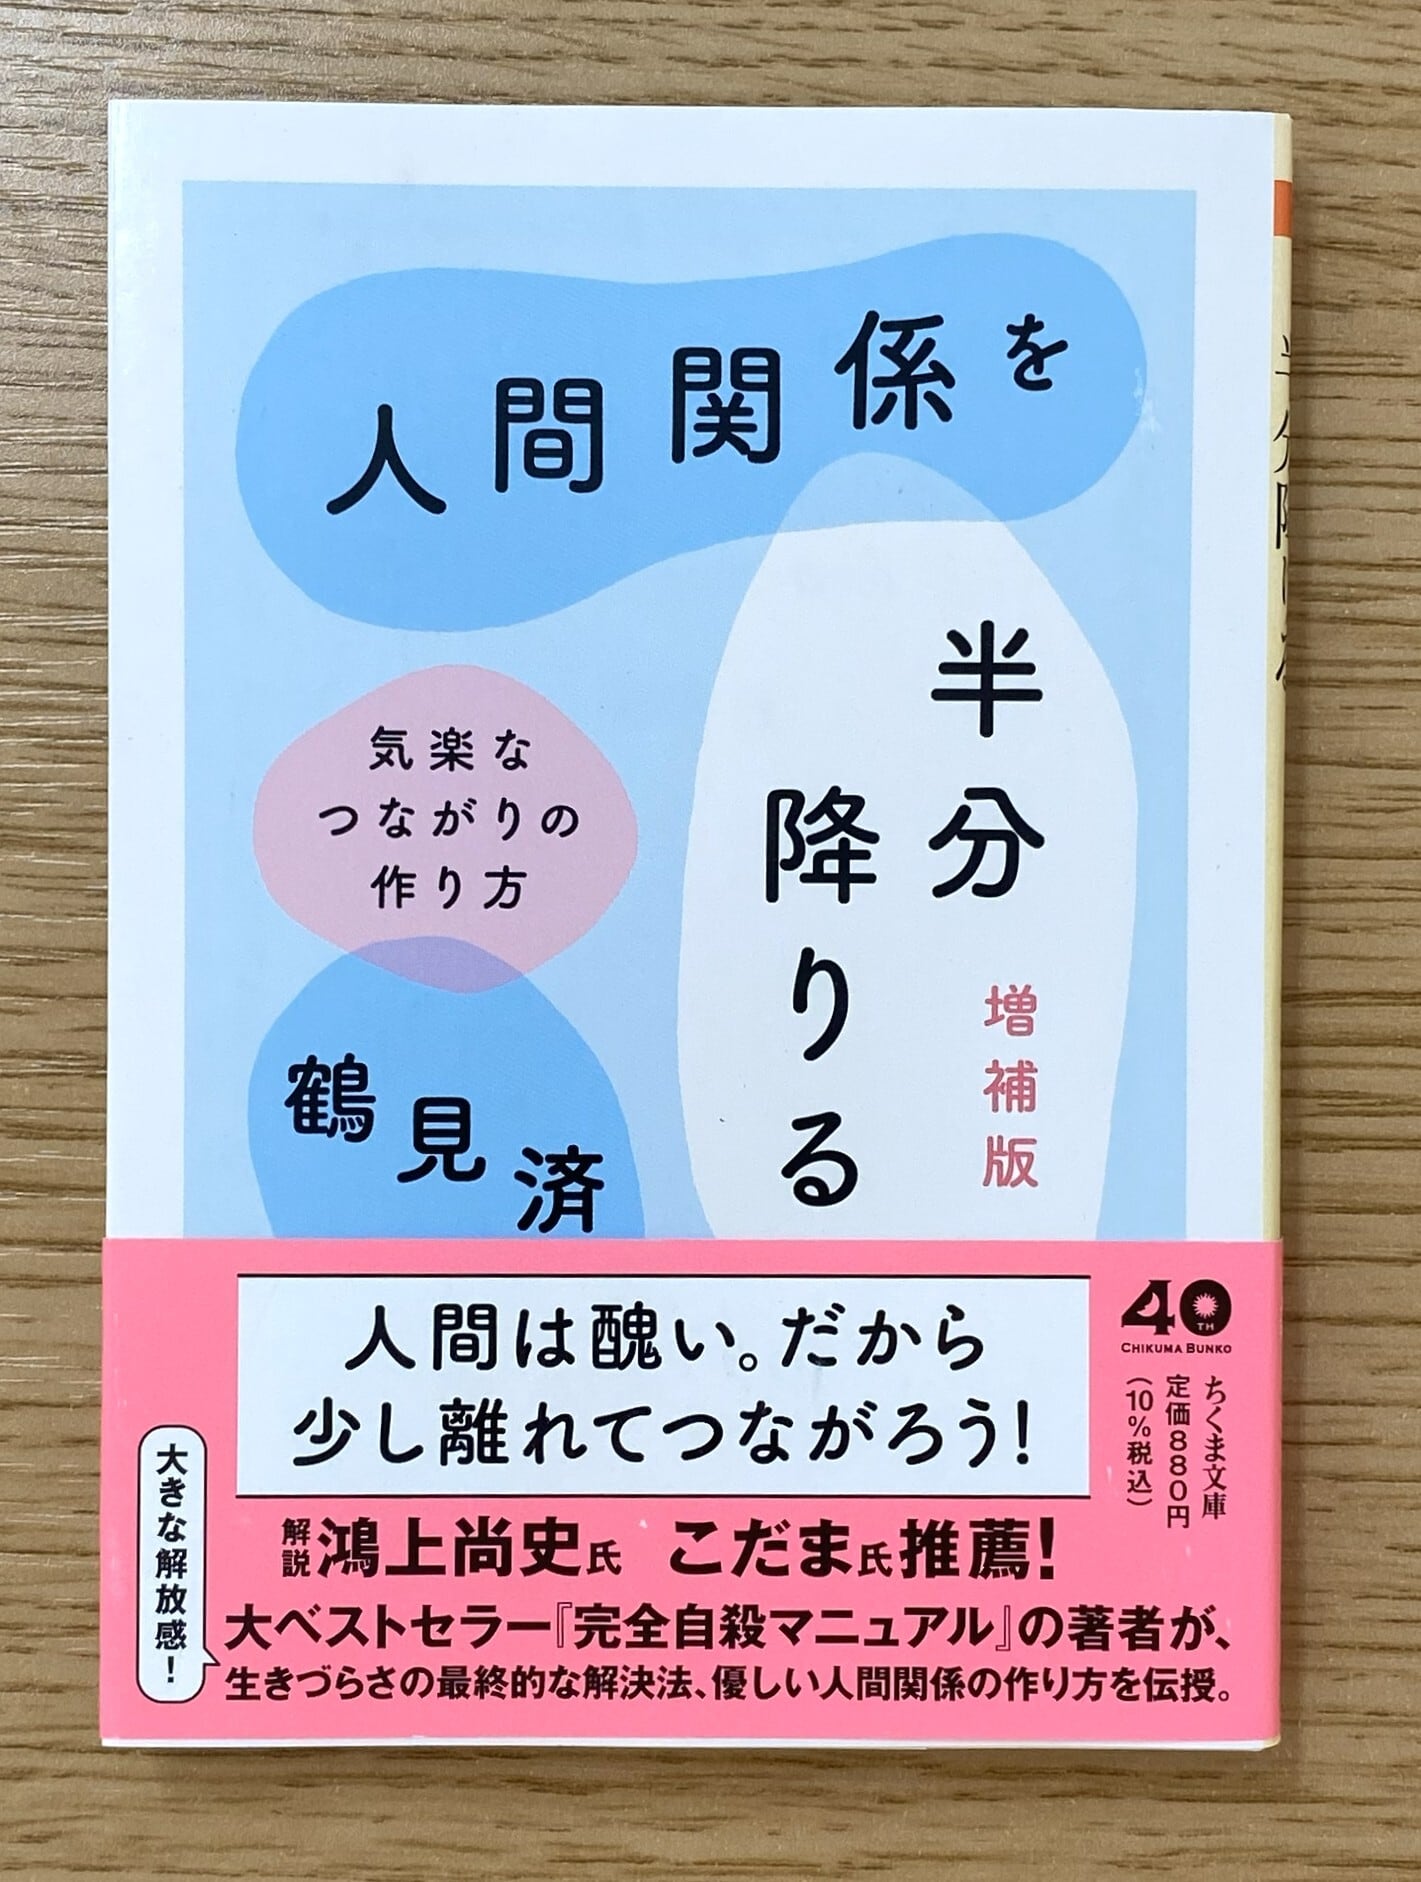 人間関係を
半分
降りる
増補版
気楽な
つながりの
作り方
鶴見済
半分降りる
人間は醜い。だから
少し離れてつながろう！
40TH
CHIKUMA BUNKO
ちくま文庫
定価880円
（10％税込）
大きな解放感！
解説 鴻上尚史氏 こだま氏推薦！
大ベストセラー『完全自殺マニュアル』の著者が、
生きづらさの最終的な解決法、優しい人間関係の作り方を伝授。